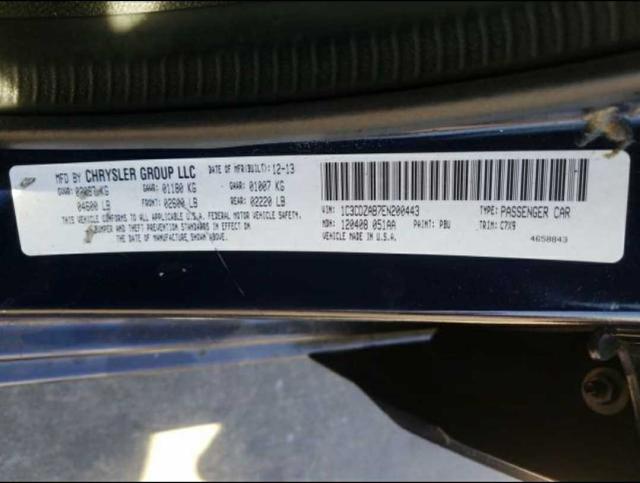 MFD BY CHRYSLER GROUP LLC DATE OF MFR(BUILT): 12-13
GVWR: KG GAWR: 01180 KG GAWR: 01007 KG
04600 LB FRONT: 02600 LB REAR: 02220 LB
THIS VEHICLE CONFORMS TO ALL APPLICABLE U.S.A. FEDERAL MOTOR VEHICLE SAFETY,
BUMPER AND THEFT PREVENTION STANDARDS IN EFFECT ON
THE DATE OF MANUFACTURE SHOWN ABOVE.
VIN: 1C3CDZAB7EN200443 TYPE: PASSENGER CAR
MDH: 120408 051AA PAINT: PBU TRIM: C7X9
VEHICLE MADE IN U.S.A. 4658843